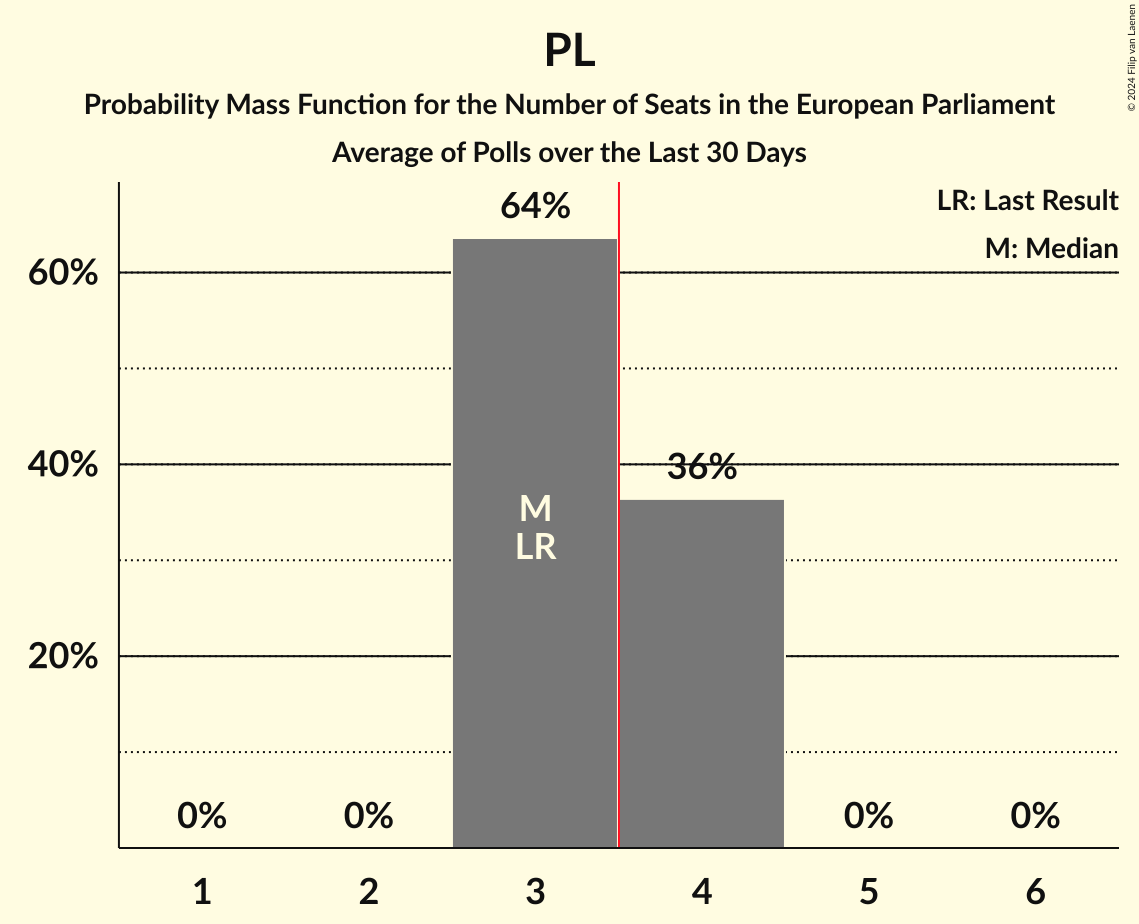 PL
Probability Mass Function for the Number of Seats in the European Parliament
Average of Polls over the Last 30 Days
© 2024 Filip van Laenen
LR: Last Result
M: Median
64%
60%
40%
36%
M
LR
20%
0% 0% 0% 0%
1 2 3 4 5 6